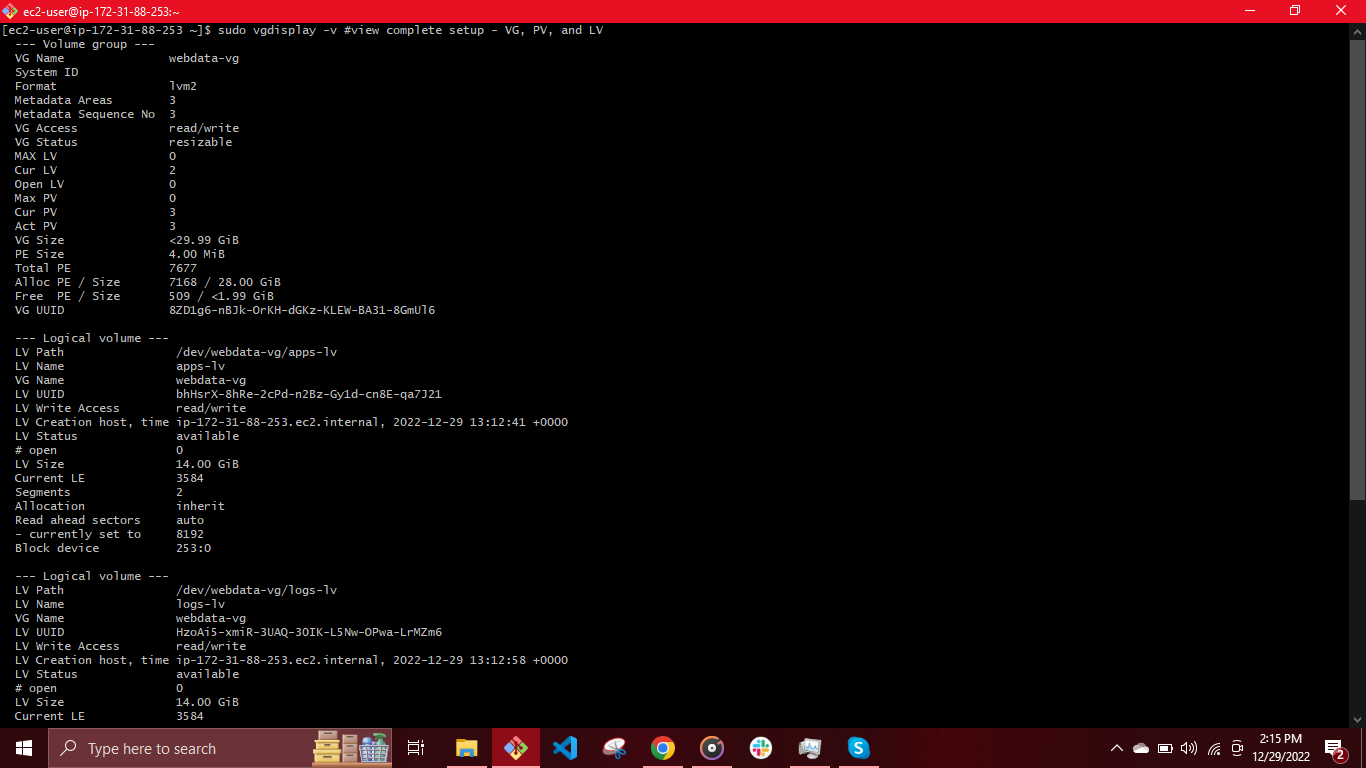 ec2-user@ip-172-31-88-253:~
[ec2-user@ip-172-31-88-253 ~]$ sudo vgdisplay -v #view complete setup - VG, PV, and LV
  --- Volume group ---
  VG Name               webdata-vg
  System ID
  Format                lvm2
  Metadata Areas        3
  Metadata Sequence No  3
  VG Access             read/write
  VG Status             resizable
  MAX LV                0
  Cur LV                2
  Open LV               0
  Max PV                0
  Cur PV                3
  Act PV                3
  VG Size               <29.99 GiB
  PE Size               4.00 MiB
  Total PE              7677
  Alloc PE / Size       7168 / 28.00 GiB
  Free  PE / Size       509 / <1.99 GiB
  VG UUID               8ZD1g6-nBJk-OrKH-dGKz-KLEW-BA31-8GmUl6

  --- Logical volume ---
  LV Path                /dev/webdata-vg/apps-lv
  LV Name                apps-lv
  VG Name                webdata-vg
  LV UUID                bhHsrX-8hRe-2cPd-n2Bz-Gy1d-cn8E-qa7J21
  LV Write Access        read/write
  LV Creation host, time ip-172-31-88-253.ec2.internal, 2022-12-29 13:12:41 +0000
  LV Status              available
  # open                 0
  LV Size                14.00 GiB
  Current LE             3584
  Segments               2
  Allocation             inherit
  Read ahead sectors     auto
  - currently set to     8192
  Block device           253:0

  --- Logical volume ---
  LV Path                /dev/webdata-vg/logs-lv
  LV Name                logs-lv
  VG Name                webdata-vg
  LV UUID                HzoAi5-xmiR-3UAQ-3OIK-L5Nw-OPwa-LrMZm6
  LV Write Access        read/write
  LV Creation host, time ip-172-31-88-253.ec2.internal, 2022-12-29 13:12:58 +0000
  LV Status              available
  # open                 0
  LV Size                14.00 GiB
  Current LE             3584
Type here to search
2:15 PM
12/29/2022
2